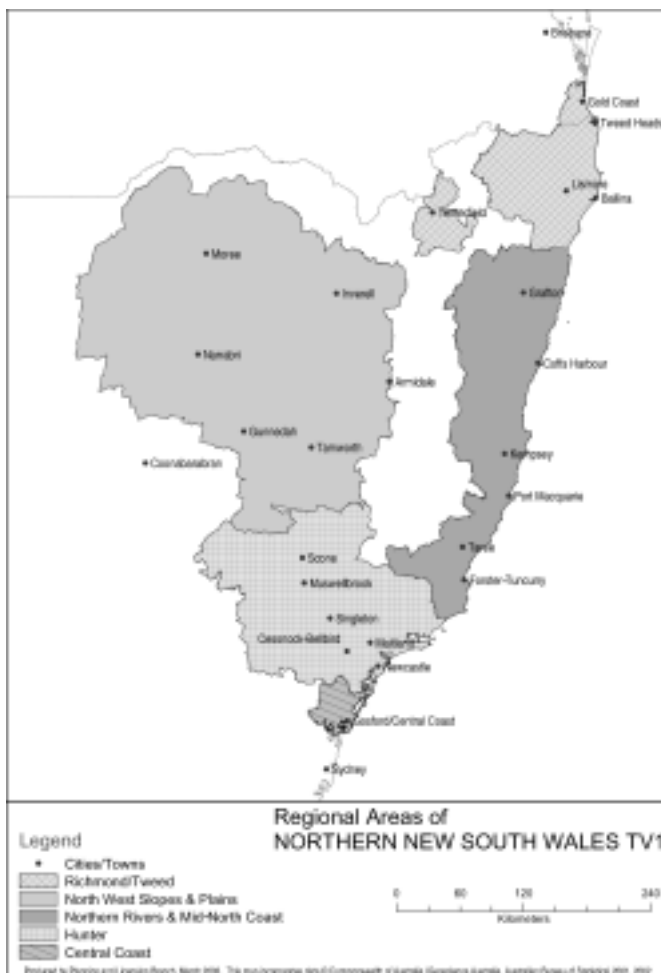 Brisbane
Gold Coast
Tweed Heads
Lismore
Ballina
Tenterfield
Moree
Inverell
Grafton
Narrabri
Armidale
Coffs Harbour
Gunnedah
Tamworth
Coonabarabran
Kempsey
Port Macquarie
Scone
Taree
Muswellbrook
Forster-Tuncurry
Singleton
Cessnock-Bellbird
Maitland
Newcastle
Gosford/Central Coast
Sydney
Regional Areas of
NORTHERN NEW SOUTH WALES TV1
Legend
Cities/Towns
Richmond/Tweed
North West Slopes & Plains
Northern Rivers & Mid-North Coast
Hunter
Central Coast
0 60 120 240
Kilometers